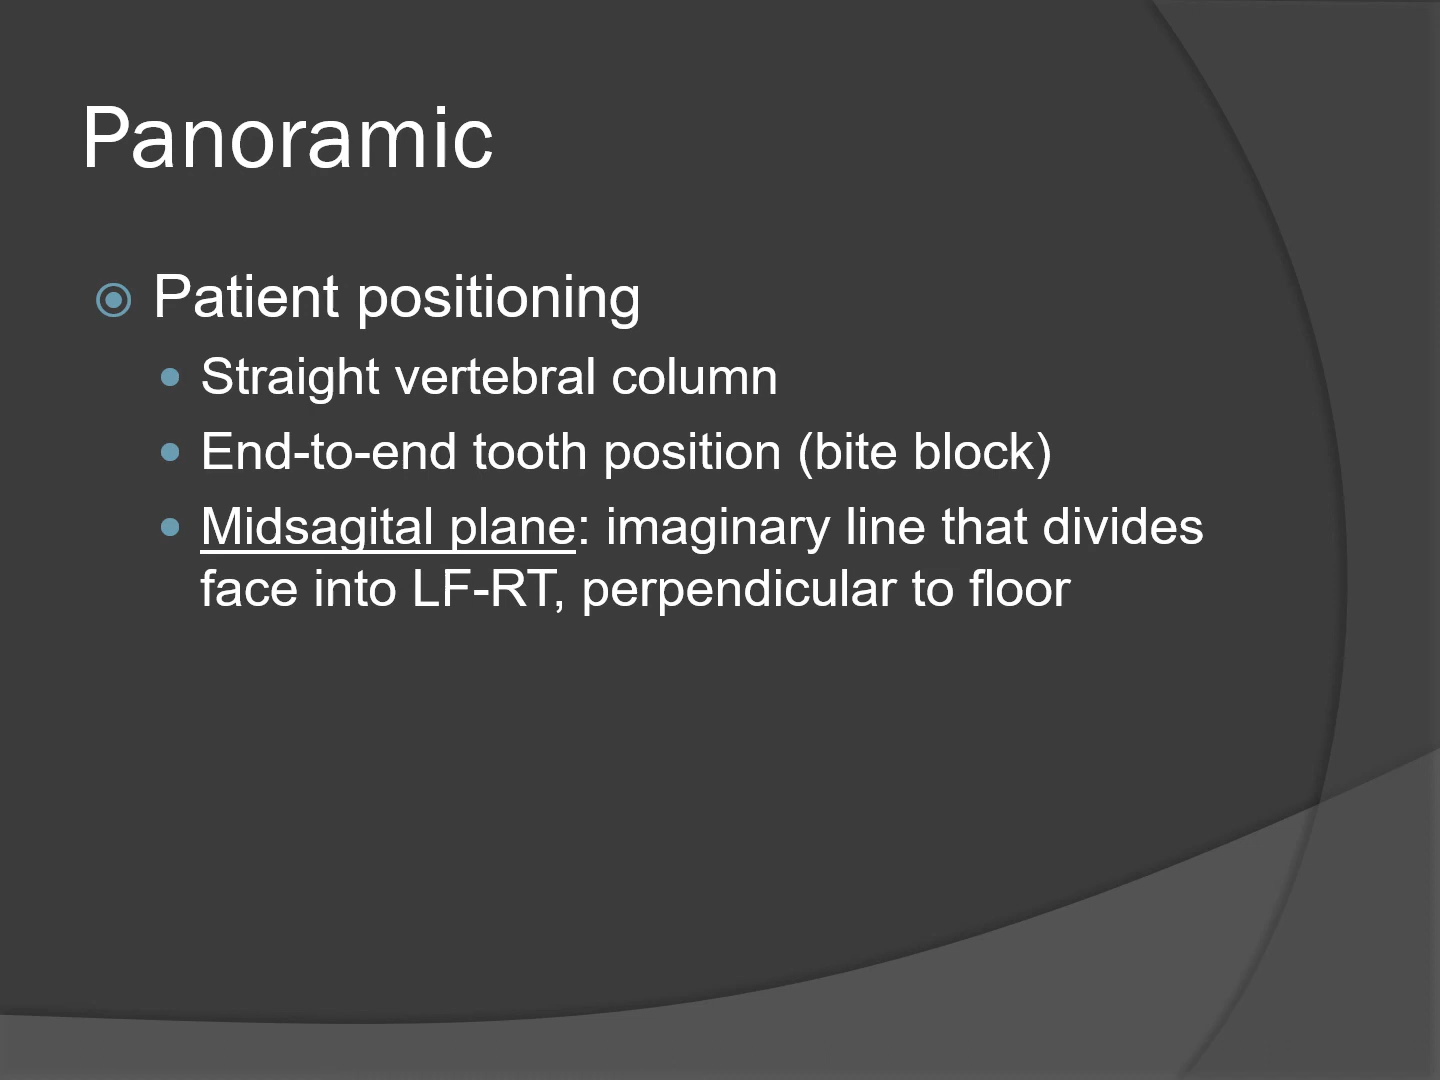 Panoramic
Patient positioning
Straight vertebral column
End-to-end tooth position (bite block)
Midsagital plane: imaginary line that divides
face into LF-RT, perpendicular to floor